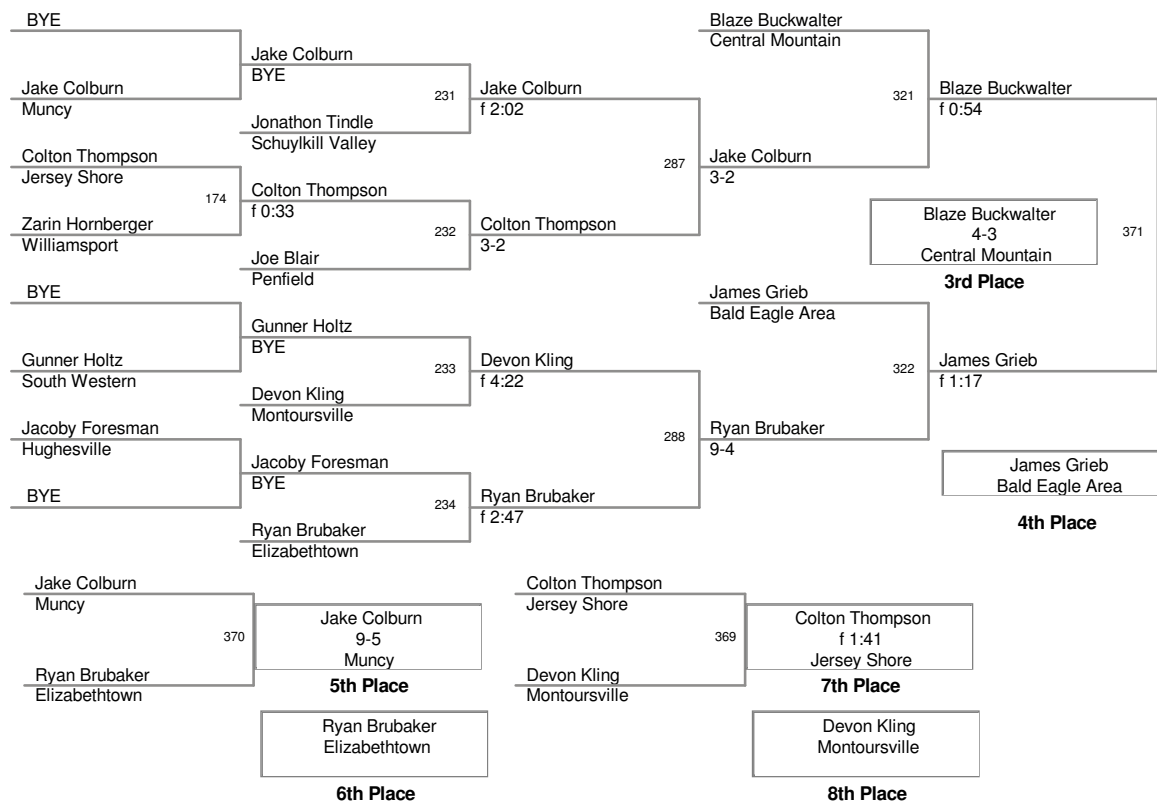 BYE
Jake Colburn
Muncy
Colton Thompson
Jersey Shore
174
Zarin Hornberger
Williamsport
BYE
Gunner Holtz
South Western
Jacoby Foresman
Hughesville
BYE
Jake Colburn
BYE
231
Jonathon Tindle
Schuylkill Valley
Colton Thompson
f 0:33
232
Joe Blair
Penfield
Gunner Holtz
BYE
233
Devon Kling
Montoursville
Jacoby Foresman
BYE
234
Ryan Brubaker
Elizabethtown
Jake Colburn
f 2:02
287
Colton Thompson
3-2
Devon Kling
f 4:22
288
Ryan Brubaker
f 2:47
Blaze Buckwalter
Central Mountain
321
Jake Colburn
3-2
James Grieb
Bald Eagle Area
322
Ryan Brubaker
9-4
Blaze Buckwalter
f 0:54
371
James Grieb
f 1:17
Blaze Buckwalter
4-3
Central Mountain
3rd Place
James Grieb
Bald Eagle Area
4th Place
Jake Colburn
Muncy
370
Ryan Brubaker
Elizabethtown
Jake Colburn
9-5
Muncy
5th Place
Ryan Brubaker
Elizabethtown
6th Place
Colton Thompson
Jersey Shore
369
Devon Kling
Montoursville
Colton Thompson
f 1:41
Jersey Shore
7th Place
Devon Kling
Montoursville
8th Place